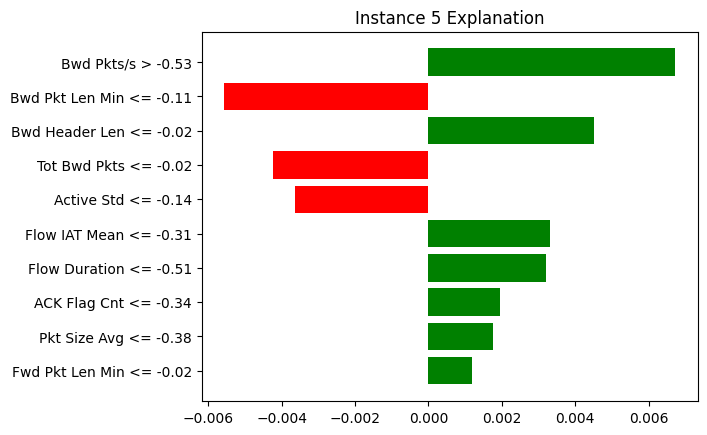 Instance 5 Explanation
Bwd Pkts/s > -0.53
Bwd Pkt Len Min <= -0.11
Bwd Header Len <= -0.02
Tot Bwd Pkts <= -0.02
Active Std <= -0.14
Flow IAT Mean <= -0.31
Flow Duration <= -0.51
ACK Flag Cnt <= -0.34
Pkt Size Avg <= -0.38
Fwd Pkt Len Min <= -0.02
−0.006 −0.004 −0.002 0.000 0.002 0.004 0.006